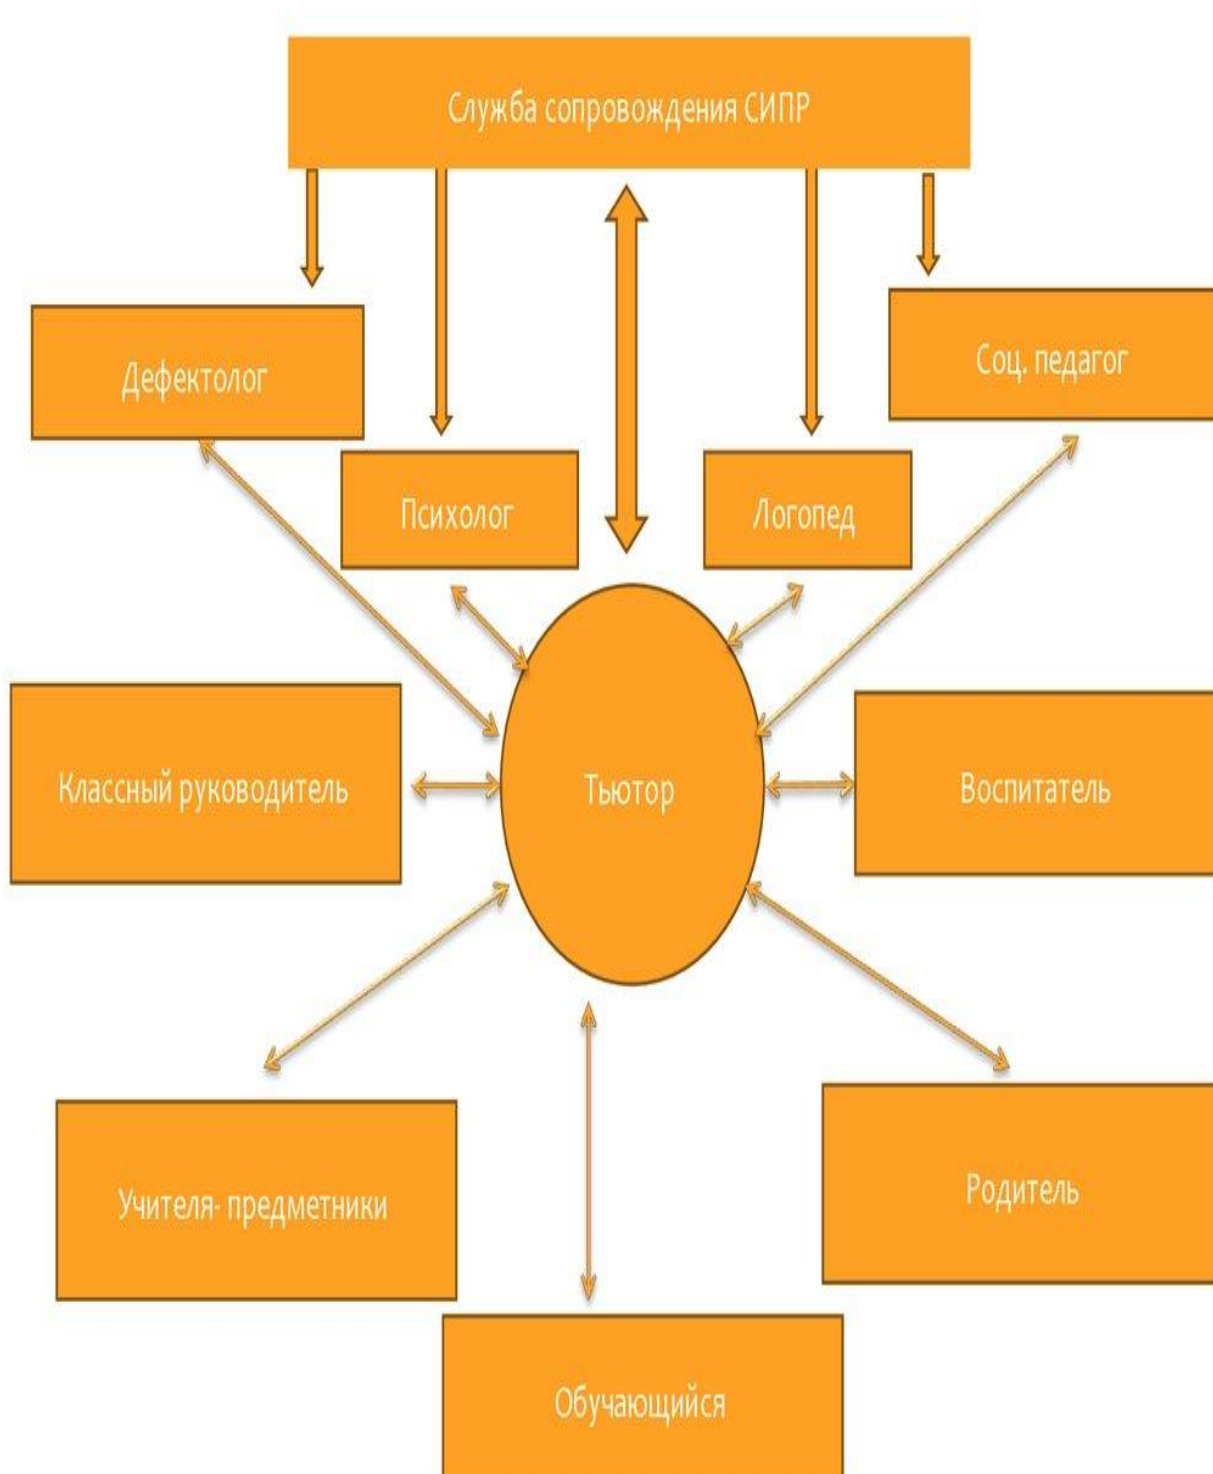 Служба сопровождения СИПР
Дефектолог
Соц. педагог
Психолог
Логопед
Классный руководитель
Тьютор
Воспитатель
Учителя- предметники
Родитель
Обучающийся